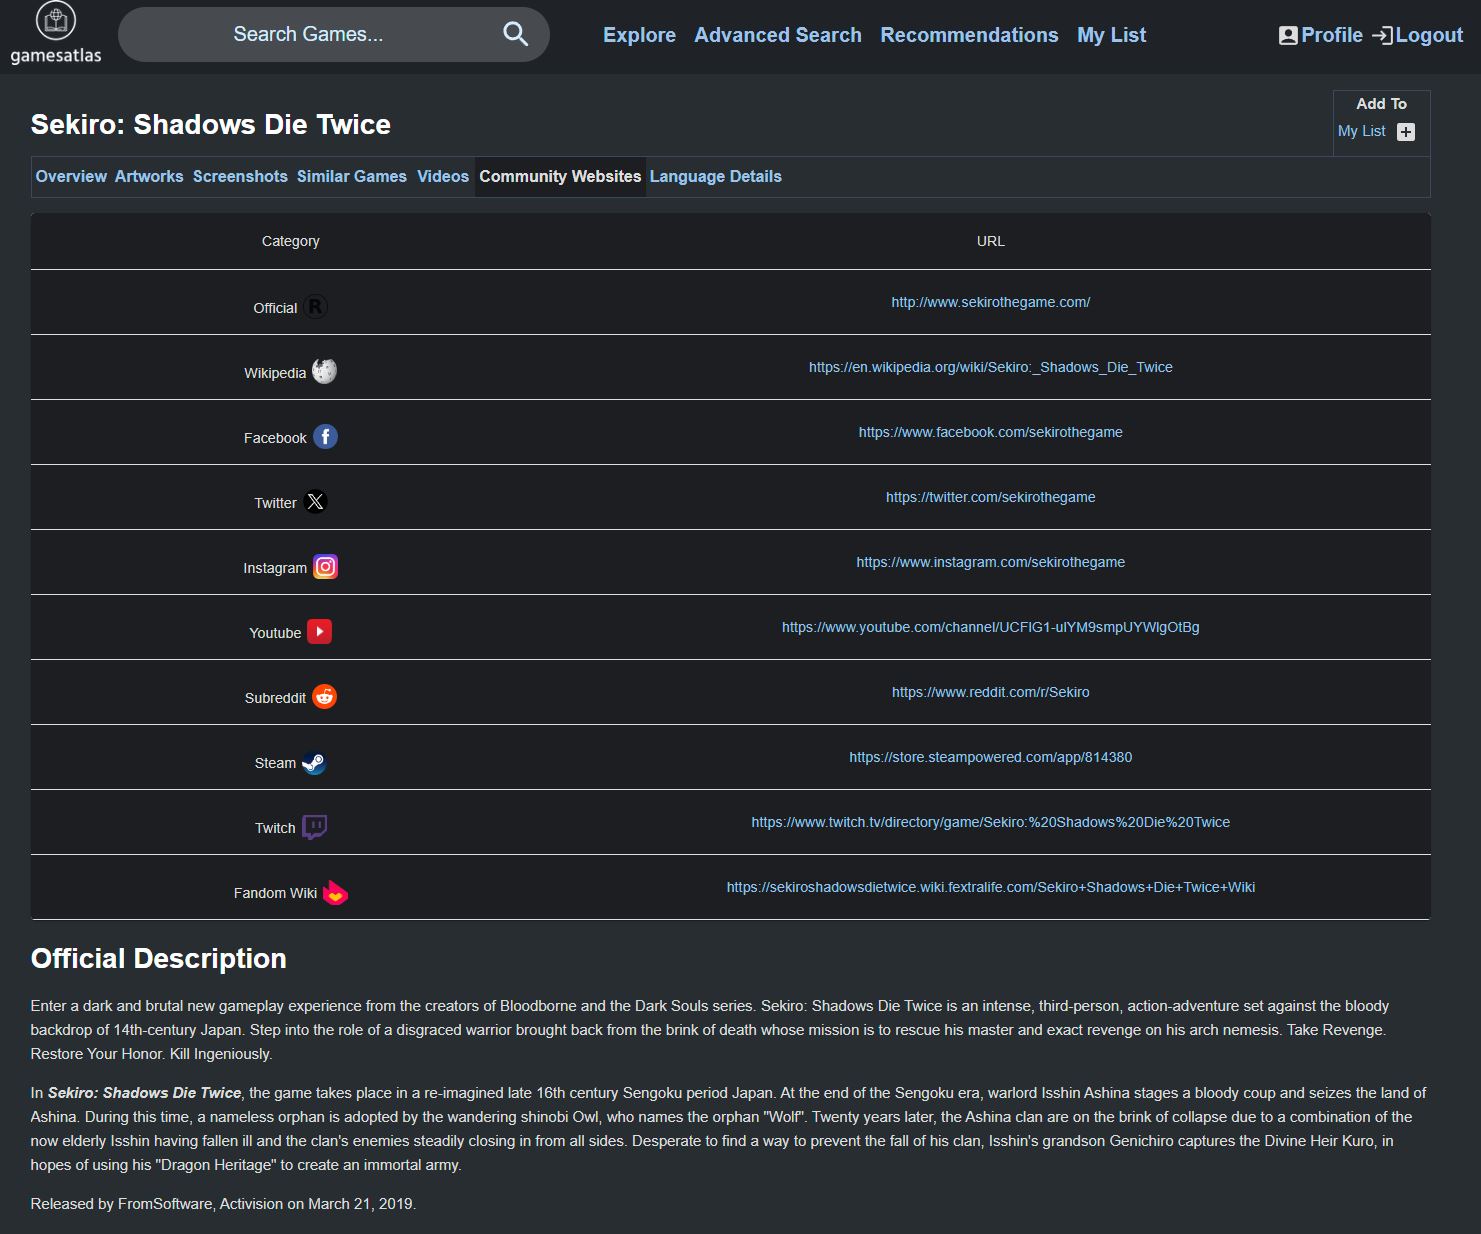 gamesatlas
Search Games...
Explore Advanced Search Recommendations My List
Profile Logout
Sekiro: Shadows Die Twice
Add To
My List
Overview Artworks Screenshots Similar Games Videos Community Websites Language Details
Category URL
Official R http://www.sekirothegame.com/
Wikipedia https://en.wikipedia.org/wiki/Sekiro:_Shadows_Die_Twice
Facebook https://www.facebook.com/sekirothegame
Twitter https://twitter.com/sekirothegame
Instagram https://www.instagram.com/sekirothegame
Youtube https://www.youtube.com/channel/UCFIG1-ulYM9smpUYWlgOtBg
Subreddit https://www.reddit.com/r/Sekiro
Steam https://store.steampowered.com/app/814380
Twitch https://www.twitch.tv/directory/game/Sekiro:%20Shadows%20Die%20Twice
Fandom Wiki https://sekiroshadowsdietwice.wiki.fextralife.com/Sekiro+Shadows+Die+Twice+Wiki
Official Description
Enter a dark and brutal new gameplay experience from the creators of Bloodborne and the Dark Souls series. Sekiro: Shadows Die Twice is an intense, third-person, action-adventure set against the bloody
backdrop of 14th-century Japan. Step into the role of a disgraced warrior brought back from the brink of death whose mission is to rescue his master and exact revenge on his arch nemesis. Take Revenge.
Restore Your Honor. Kill Ingeniously.
In Sekiro: Shadows Die Twice, the game takes place in a re-imagined late 16th century Sengoku period Japan. At the end of the Sengoku era, warlord Isshin Ashina stages a bloody coup and seizes the land of
Ashina. During this time, a nameless orphan is adopted by the wandering shinobi Owl, who names the orphan "Wolf". Twenty years later, the Ashina clan are on the brink of collapse due to a combination of the
now elderly Isshin having fallen ill and the clan's enemies steadily closing in from all sides. Desperate to find a way to prevent the fall of his clan, Isshin's grandson Genichiro captures the Divine Heir Kuro, in
hopes of using his "Dragon Heritage" to create an immortal army.
Released by FromSoftware, Activision on March 21, 2019.